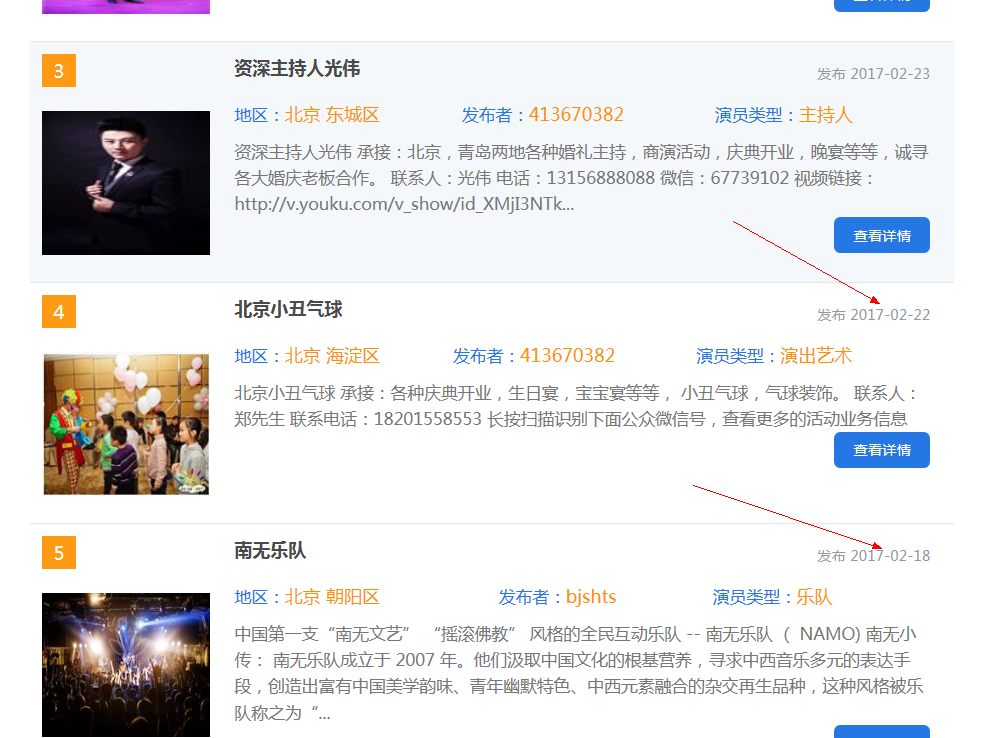 3
资深主持人光伟
发布 2017-02-23
地区：北京 东城区 发布者：413670382 演员类型：主持人
资深主持人光伟 承接：北京，青岛两地各种婚礼主持，商演活动，庆典开业，晚宴等等，诚寻
各大婚庆老板合作。 联系人：光伟 电话：13156888088 微信：67739102 视频链接：
http://v.youku.com/v_show/id_XMjI3NTk...
查看详情
4
北京小丑气球
发布 2017-02-22
地区：北京 海淀区 发布者：413670382 演员类型：演出艺术
北京小丑气球 承接：各种庆典开业，生日宴，宝宝宴等等， 小丑气球，气球装饰。 联系人：
郑先生 联系电话：18201558553 长按扫描识别下面公众微信号，查看更多的活动业务信息
查看详情
5
南无乐队
发布 2017-02-18
地区：北京 朝阳区 发布者：bjshts 演员类型：乐队
中国第一支“南无文艺” “摇滚佛教” 风格的全民互动乐队 -- 南无乐队（ NAMO) 南无小
传： 南无乐队成立于 2007 年。他们汲取中国文化的根基营养，寻求中西音乐多元的表达手
段，创造出富有中国美学韵味、青年幽默特色、中西元素融合的杂交再生品种，这种风格被乐
队称之为“...